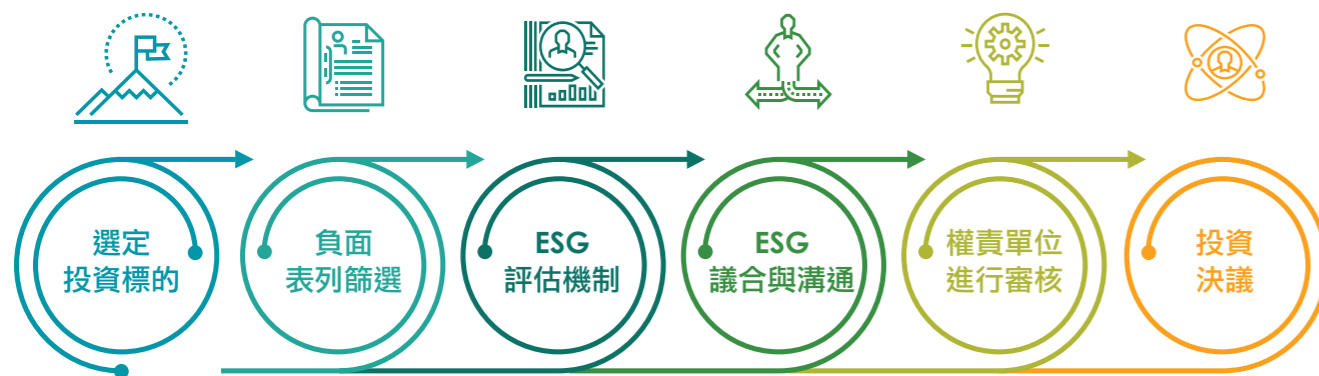 選定
投資標的
負面
表列篩選
ESG
評估機制
ESG
議合與溝通
權責單位
進行審核
投資
決議